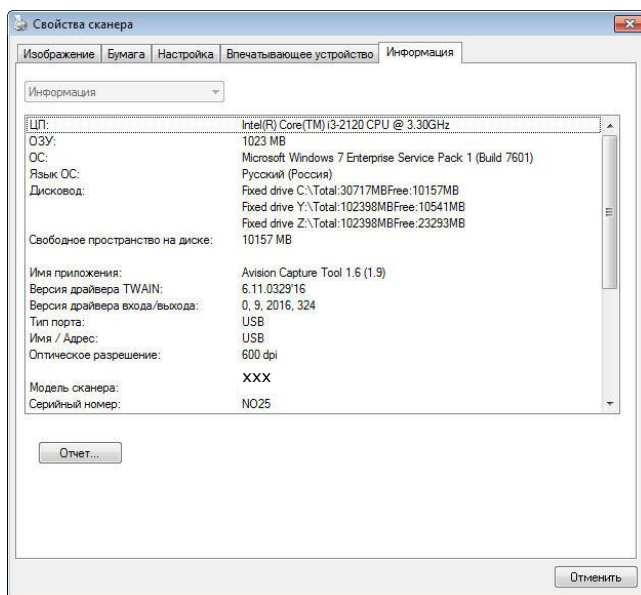 Свойства сканера
Изображение Бумага Настройка Впечатывающее устройство Информация
Информация
ЦП: Intel(R) Core(TM) i3-2120 CPU @ 3.30GHz
ОЗУ: 1023 MB
ОС: Microsoft Windows 7 Enterprise Service Pack 1 (Build 7601)
Язык ОС: Русский (Россия)
Дисковод: Fixed drive C:\Total:30717MBFree:10157MB
Fixed drive Y:\Total:102398MBFree:10541MB
Fixed drive Z:\Total:102398MBFree:23293MB
Свободное пространство на диске: 10157 MB
Имя приложения: Avision Capture Tool 1.6 (1.9)
Версия драйвера TWAIN: 6.11.0329'16
Версия драйвера входа/выхода: 0, 9, 2016, 324
Тип порта: USB
Имя / Адрес: USB
Оптическое разрешение: 600 dpi
Модель сканера: XXX
Серийный номер: NO25
Отчет...
Отменить